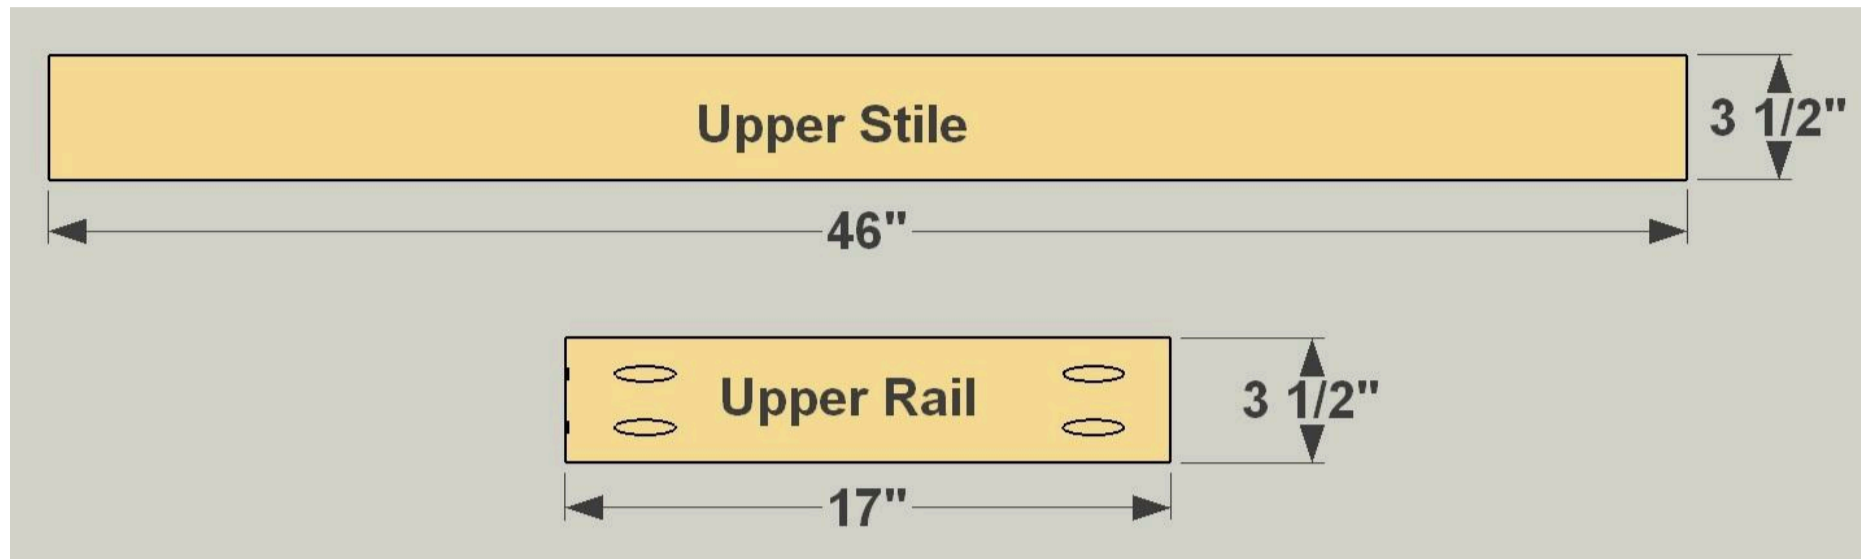 Upper Stile
3 1/2"
46"
Upper Rail
3 1/2"
17"